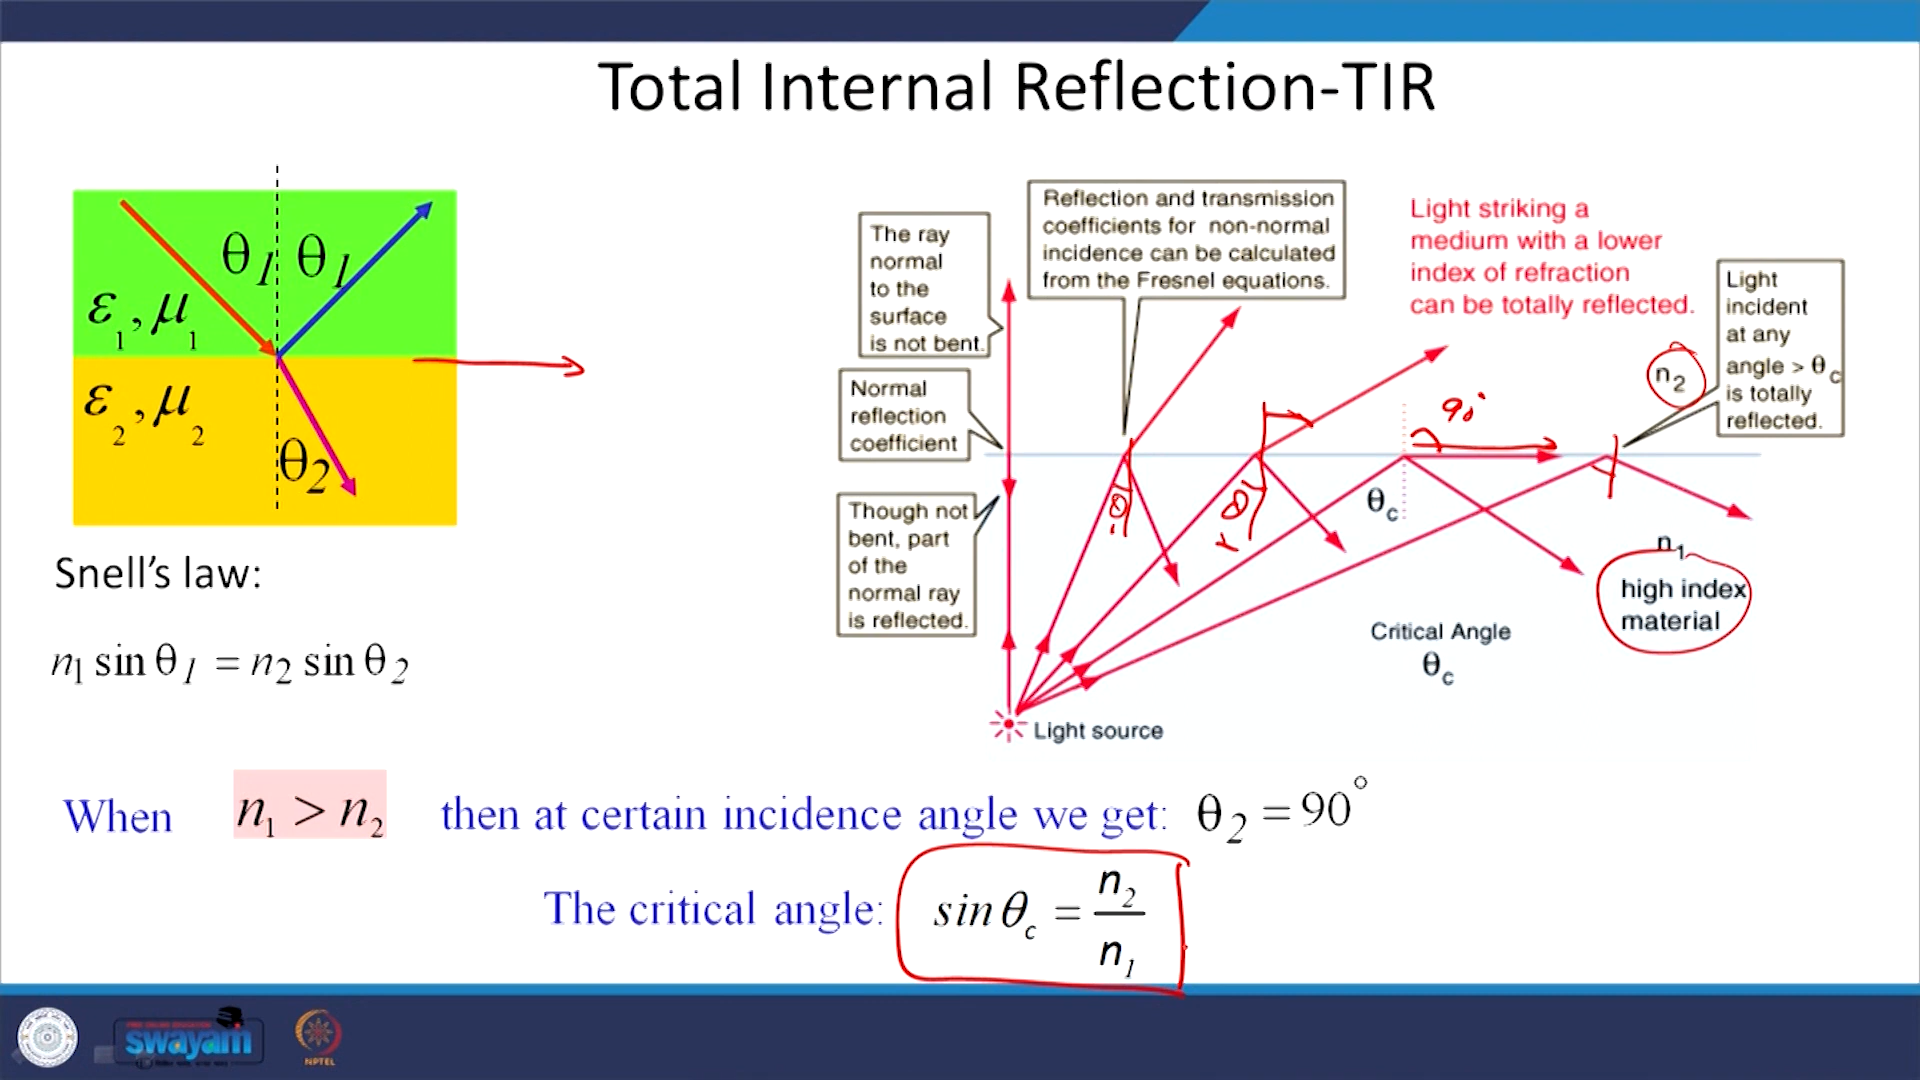 Total Internal Reflection-TIR
θ1 θ1
ε1, μ1
ε2, μ2
θ2
Snell's law:
n1 sin θ1 = n2 sin θ2
The ray
normal
to the
surface
is not bent.
Reflection and transmission
coefficients for non-normal
incidence can be calculated
from the Fresnel equations.
Light striking a
medium with a lower
index of refraction
can be totally reflected.
Light
incident
at any
angle > θc
is totally
reflected.
n2
90°
Normal
reflection
coefficient
Though not
bent, part
of the
normal ray
is reflected.
θc
n1
high index
material
Critical Angle
θc
Light source
When n1 > n2 then at certain incidence angle we get: θ2 = 90°
The critical angle: sin θc = n2/n1
swayam
NPTEL